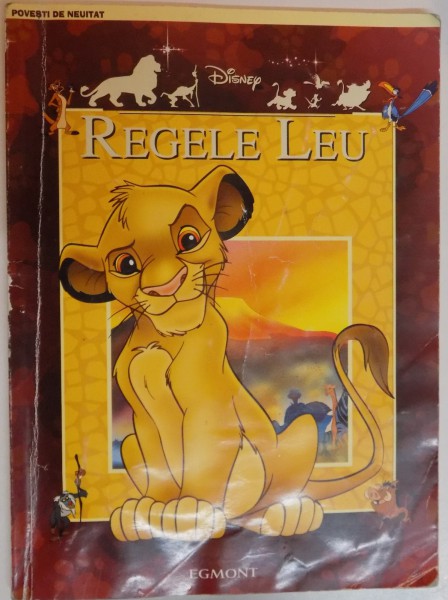 POVEȘTI DE NEUITAT
Disney
REGELE LEU
EGMONT